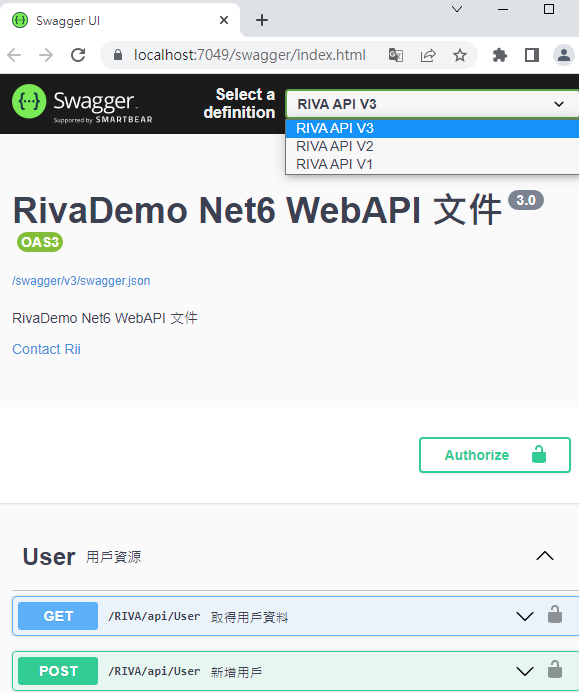 Swagger UI
localhost:7049/swagger/index.html
Swagger
Supported by SMARTBEAR
Select a
definition
RIVA API V3
RIVA API V3
RIVA API V2
RIVA API V1
RivaDemo Net6 WebAPI 文件 3.0
OAS3
/swagger/v3/swagger.json
RivaDemo Net6 WebAPI 文件
Contact Rii
Authorize
User 用戶資源
GET /RIVA/api/User 取得用戶資料
POST /RIVA/api/User 新增用戶